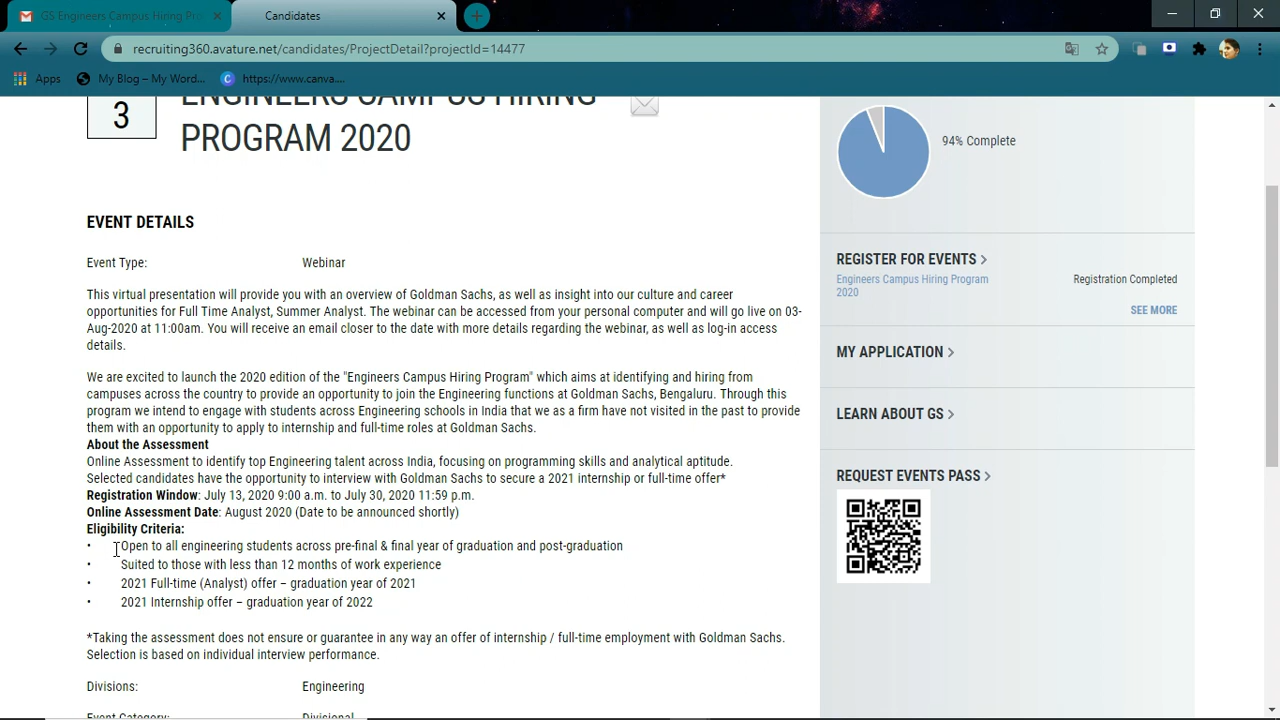 GS Engineers Campus Hiring Pro
Candidates
recruiting360.avature.net/candidates/ProjectDetail?projectId=14477
Apps
My Blog – My Word...
https://www.canva....
3
ENGINEERS CAMPUS HIRING
PROGRAM 2020
EVENT DETAILS
Event Type:
Webinar
This virtual presentation will provide you with an overview of Goldman Sachs, as well as insight into our culture and career
opportunities for Full Time Analyst, Summer Analyst. The webinar can be accessed from your personal computer and will go live on 03-
Aug-2020 at 11:00am. You will receive an email closer to the date with more details regarding the webinar, as well as log-in access
details.
We are excited to launch the 2020 edition of the "Engineers Campus Hiring Program" which aims at identifying and hiring from
campuses across the country to provide an opportunity to join the Engineering functions at Goldman Sachs, Bengaluru. Through this
program we intend to engage with students across Engineering schools in India that we as a firm have not visited in the past to provide
them with an opportunity to apply to internship and full-time roles at Goldman Sachs.
About the Assessment
Online Assessment to identify top Engineering talent across India, focusing on programming skills and analytical aptitude.
Selected candidates have the opportunity to interview with Goldman Sachs to secure a 2021 internship or full-time offer*
Registration Window: July 13, 2020 9:00 a.m. to July 30, 2020 11:59 p.m.
Online Assessment Date: August 2020 (Date to be announced shortly)
Eligibility Criteria:
• Open to all engineering students across pre-final & final year of graduation and post-graduation
• Suited to those with less than 12 months of work experience
• 2021 Full-time (Analyst) offer – graduation year of 2021
• 2021 Internship offer – graduation year of 2022
*Taking the assessment does not ensure or guarantee in any way an offer of internship / full-time employment with Goldman Sachs.
Selection is based on individual interview performance.
Divisions:
Engineering
Event Category:
Divisional
94% Complete
REGISTER FOR EVENTS >
Engineers Campus Hiring Program
2020
Registration Completed
SEE MORE
MY APPLICATION >
LEARN ABOUT GS >
REQUEST EVENTS PASS >